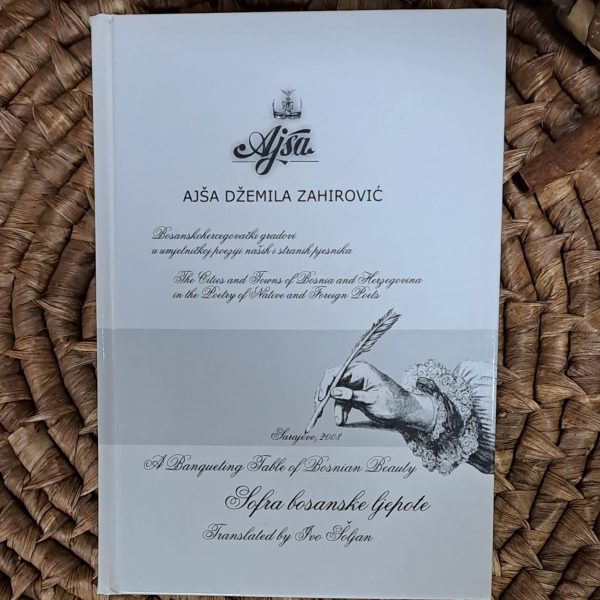 Ajša
AJŠA DŽEMILA ZAHIROVIĆ
Bosanskohercegovački gradovi
u umjetničkoj poeziji naših i stranih pjesnika
The Cities and Towns of Bosnia and Herzegovina
in the Poetry of Native and Foreign Poets
Sarajevo, 2008
A Banqueting Table of Bosnian Beauty
Sofra bosanske ljepote
Translated by Ivo Šoljan